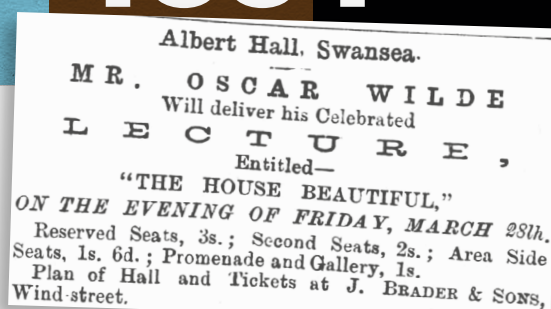 Albert Hall, Swansea.
MR. OSCAR WILDE
Will deliver his Celebrated
LECTURE,
Entitled—
“THE HOUSE BEAUTIFUL,”
ON THE EVENING OF FRIDAY, MARCH 28th.
Reserved Seats, 3s.; Second Seats, 2s.; Area Side
Seats, 1s. 6d.; Promenade and Gallery, 1s.
Plan of Hall and Tickets at J. BRADER & SONS,
Wind-street.